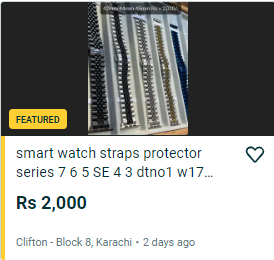 FEATURED
smart watch straps protector
series 7 6 5 SE 4 3 dtno1 w17...
Rs 2,000
Clifton - Block 8, Karachi • 2 days ago